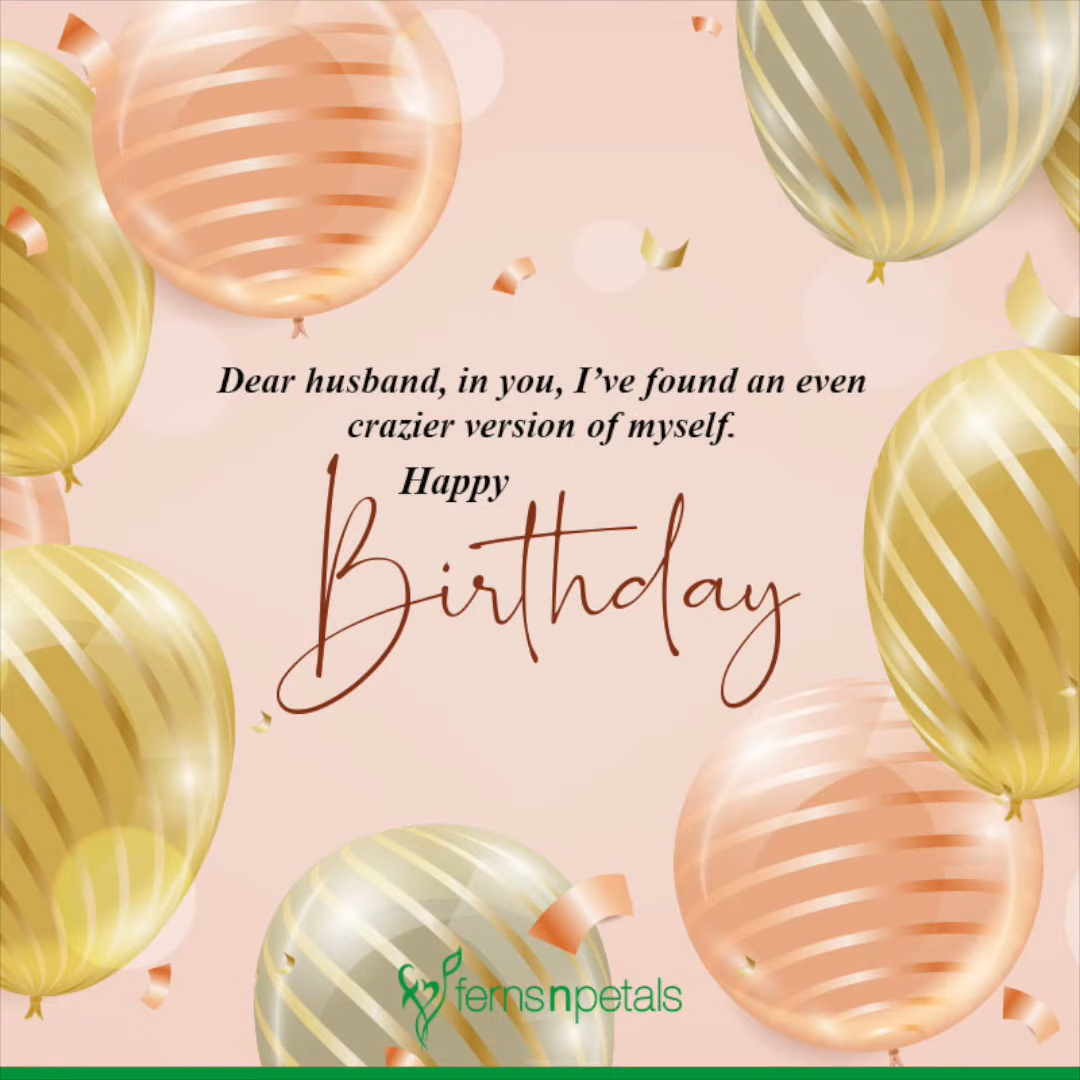 Dear husband, in you, I’ve found an even
crazier version of myself.
Happy
Birthday
fernsnpetals